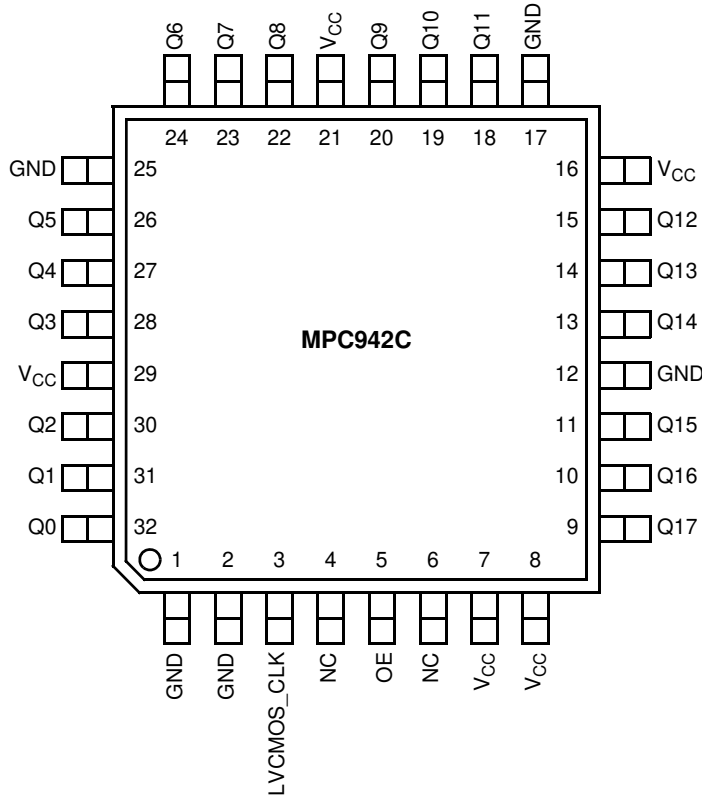 Q6 Q7 Q8 VCC Q9 Q10 Q11 GND
24 23 22 21 20 19 18 17
GND 25 16 VCC
Q5 26 15 Q12
Q4 27 14 Q13
Q3 28 13 Q14
MPC942C
VCC 29 12 GND
Q2 30 11 Q15
Q1 31 10 Q16
Q0 32 9 Q17
1 2 3 4 5 6 7 8
GND GND LVCMOS_CLK NC OE NC VCC VCC